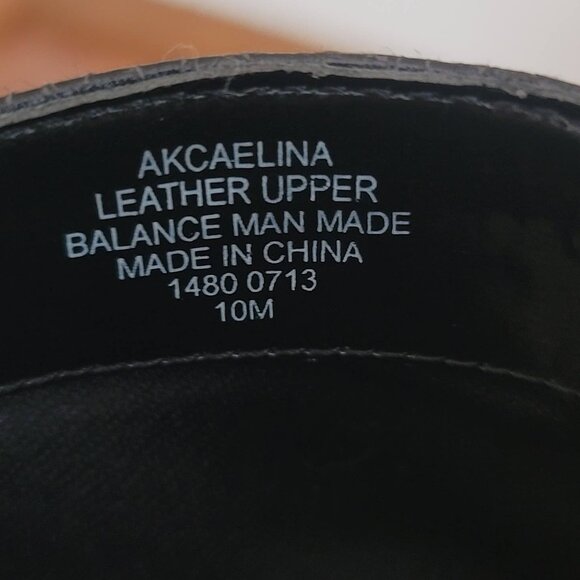 AKCAELINA
LEATHER UPPER
BALANCE MAN MADE
MADE IN CHINA
1480 0713
10M